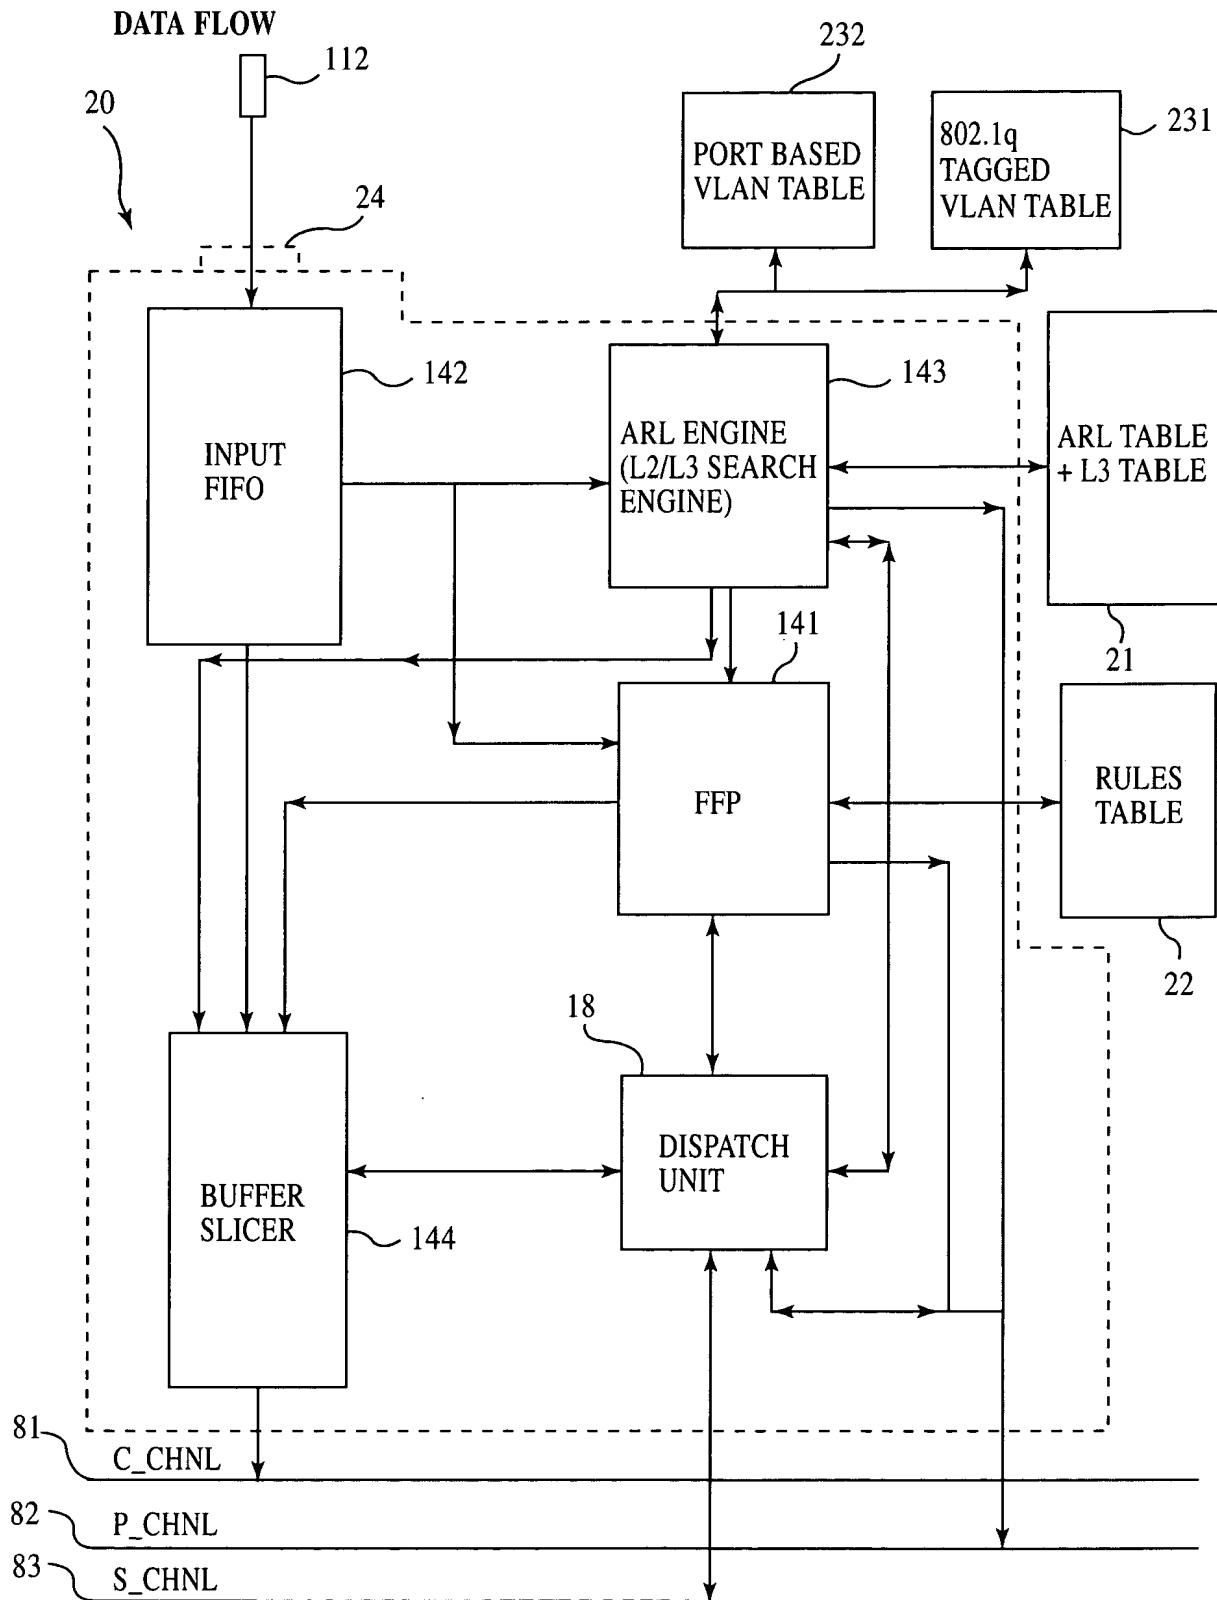 DATA FLOW
112
232
20
231
PORT BASED
VLAN TABLE
802.1q
TAGGED
VLAN TABLE
24
142
143
INPUT
FIFO
ARL ENGINE
(L2/L3 SEARCH
ENGINE)
ARL TABLE
+ L3 TABLE
141
21
FFP
RULES
TABLE
22
18
DISPATCH
UNIT
BUFFER
SLICER
144
81
C_CHNL
82
P_CHNL
83
S_CHNL